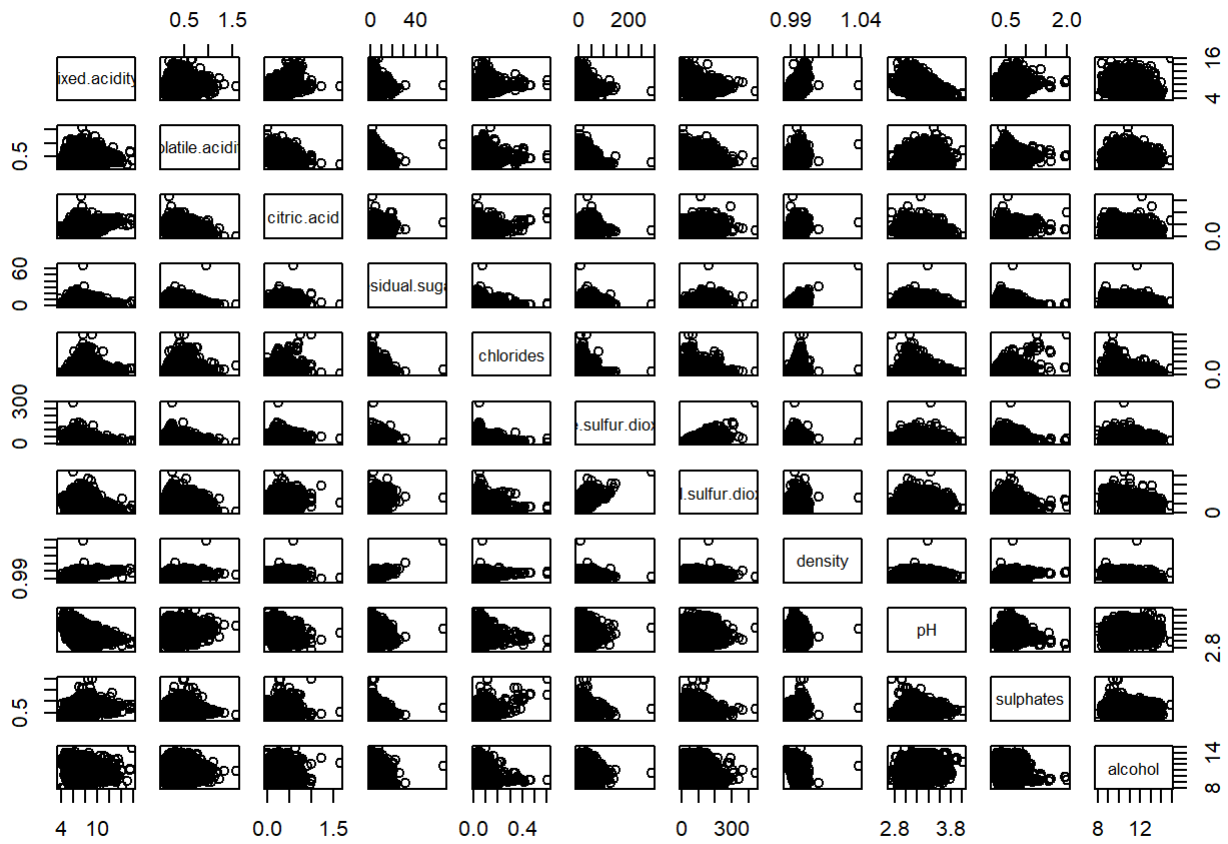 0.5 1.5 0 40 0 200 0.99 1.04 0.5 2.0
ixed.acidity 4 16
0.5 olatile.acidi
citric.acid 0.0
0 60 sidual.suga
chlorides 0.0
0 300 e.sulfur.diox
l.sulfur.diox 0
0.99 density
pH 2.8
0.5 sulphates
alcohol 8 14
4 10 0.0 1.5 0.0 0.4 0 300 2.8 3.8 8 12